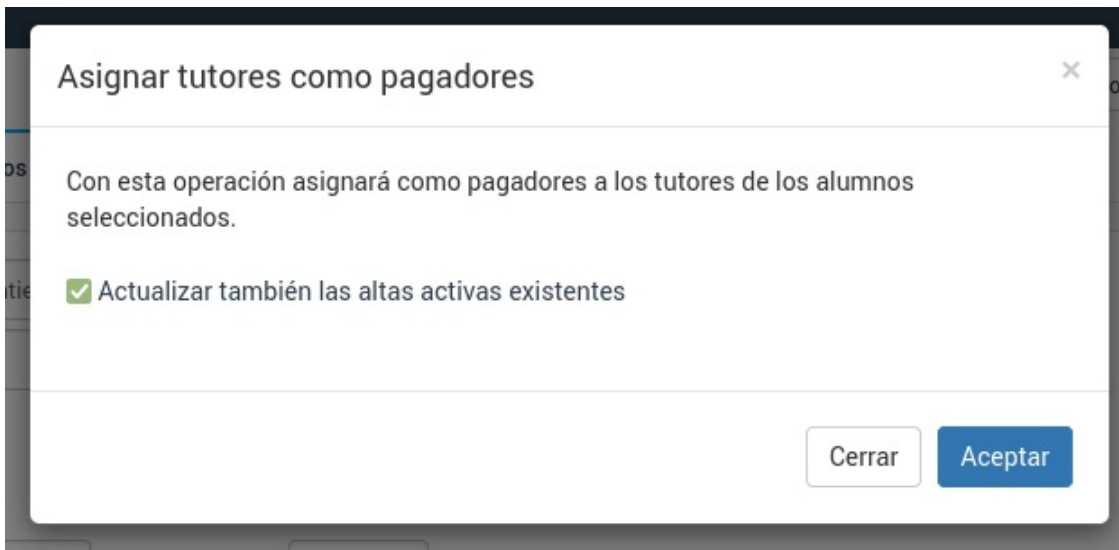 Asignar tutores como pagadores
×
os
Con esta operación asignará como pagadores a los tutores de los alumnos
seleccionados.
Actualizar también las altas activas existentes
Cerrar
Aceptar